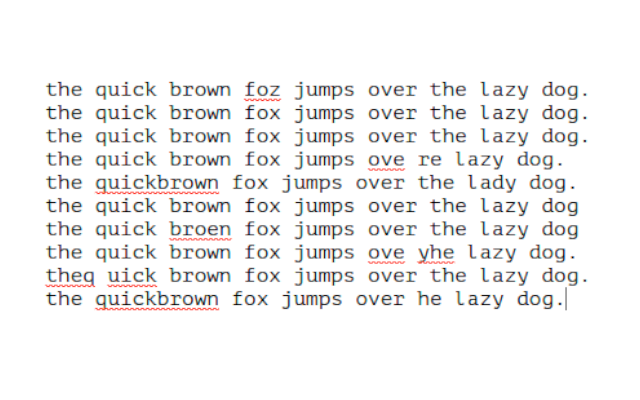 the quick brown foz jumps over the lazy dog.
the quick brown fox jumps over the lazy dog.
the quick brown fox jumps over the lazy dog.
the quick brown fox jumps ove re lazy dog.
the quickbrown fox jumps over the lady dog.
the quick brown fox jumps over the lazy dog
the quick broen fox jumps over the lazy dog
the quick brown fox jumps ove yhe lazy dog.
theq uick brown fox jumps over the lazy dog.
the quickbrown fox jumps over he lazy dog.